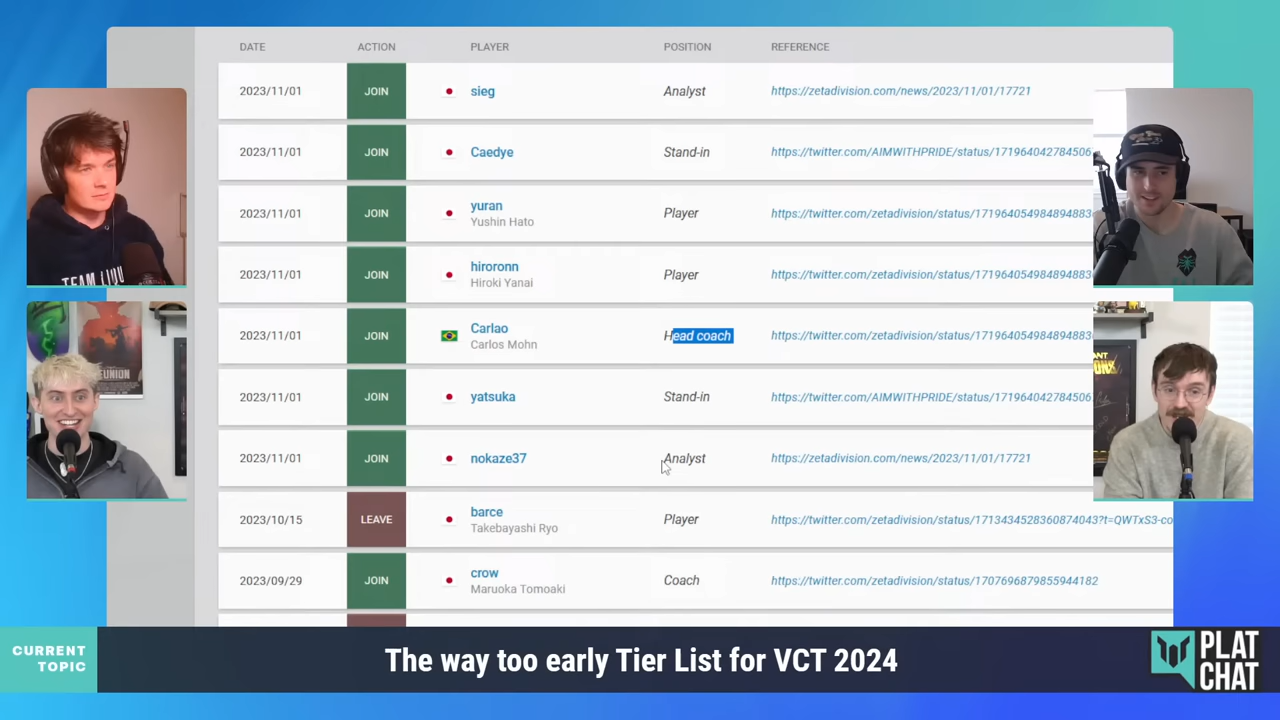 DATE ACTION PLAYER POSITION REFERENCE
2023/11/01 JOIN sieg Analyst https://zetadivision.com/news/2023/11/01/17721
2023/11/01 JOIN Caedye Stand-in https://twitter.com/AIMWITHPRIDE/status/171964042784506
2023/11/01 JOIN yuran Player https://twitter.com/zetadivision/status/171964054984894883
Yushin Hato
2023/11/01 JOIN hiroronn Player https://twitter.com/zetadivision/status/171964054984894883
Hiroki Yanai
2023/11/01 JOIN Carlao Head coach https://twitter.com/zetadivision/status/171964054984894883
Carlos Mohn
2023/11/01 JOIN yatsuka Stand-in https://twitter.com/AIMWITHPRIDE/status/171964042784506
2023/11/01 JOIN nokaze37 Analyst https://zetadivision.com/news/2023/11/01/17721
2023/10/15 LEAVE barce Player https://twitter.com/zetadivision/status/1713434528360874043?t=QWTxS3-co
Takebayashi Ryo
2023/09/29 JOIN crow Coach https://twitter.com/zetadivision/status/1707696879855944182
Maruoka Tomoaki
TEAM LIQU
EUNION
CURRENT
TOPIC
The way too early Tier List for VCT 2024
PLAT
CHAT